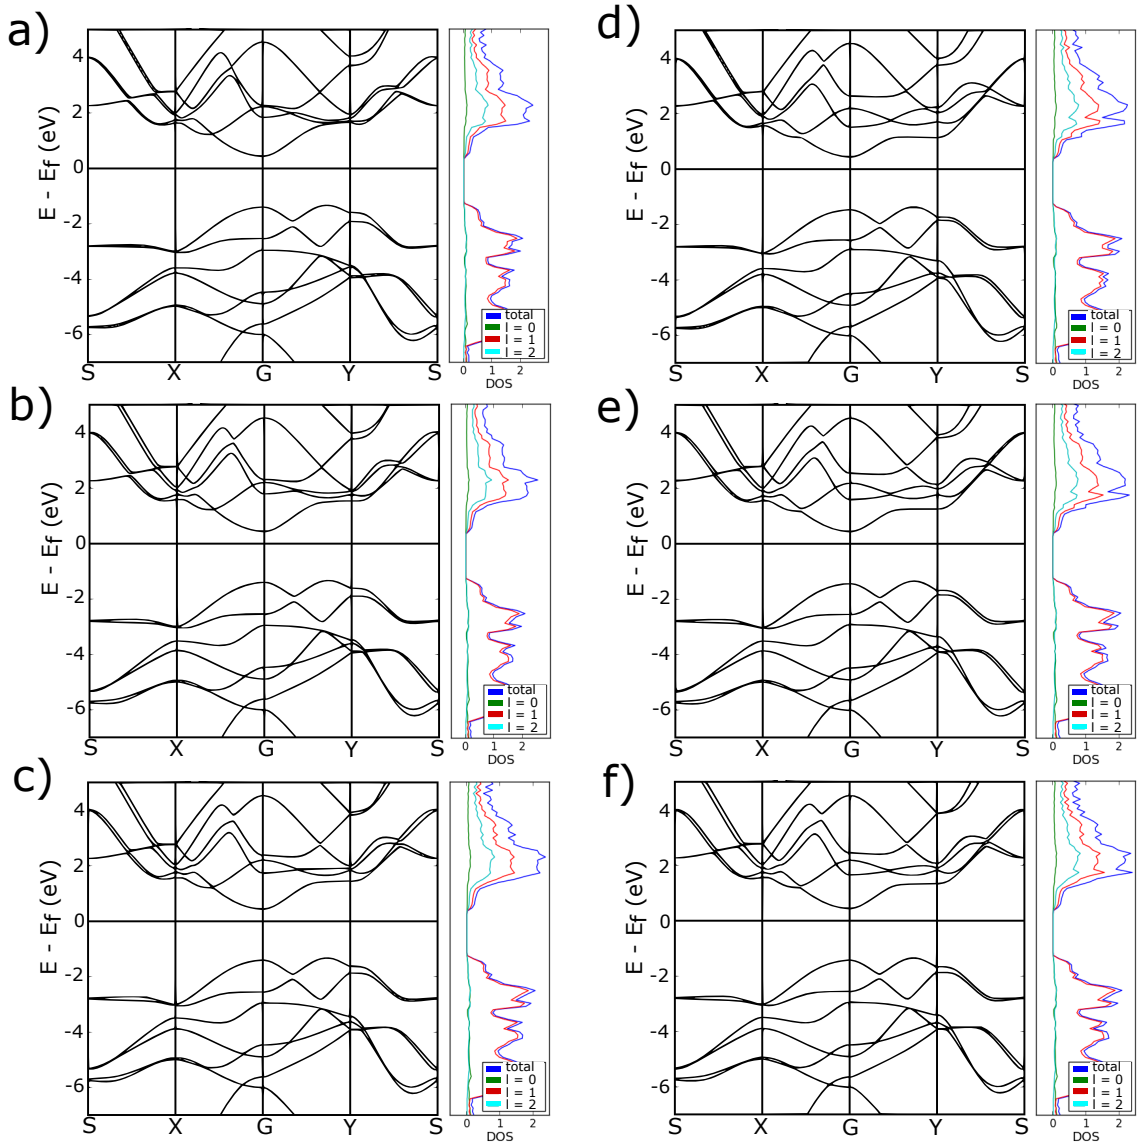 a)
E - Ef (eV)
4
2
0
-2
-4
-6
S X G Y S
total
l = 0
l = 1
l = 2
0 1 2
DOS
d)
E - Ef (eV)
4
2
0
-2
-4
-6
S X G Y S
total
l = 0
l = 1
l = 2
0 1 2
DOS
b)
E - Ef (eV)
4
2
0
-2
-4
-6
S X G Y S
total
l = 0
l = 1
l = 2
0 1 2
DOS
e)
E - Ef (eV)
4
2
0
-2
-4
-6
S X G Y S
total
l = 0
l = 1
l = 2
0 1 2
DOS
c)
E - Ef (eV)
4
2
0
-2
-4
-6
S X G Y S
total
l = 0
l = 1
l = 2
0 1 2
DOS
f)
E - Ef (eV)
4
2
0
-2
-4
-6
S X G Y S
total
l = 0
l = 1
l = 2
0 1 2
DOS